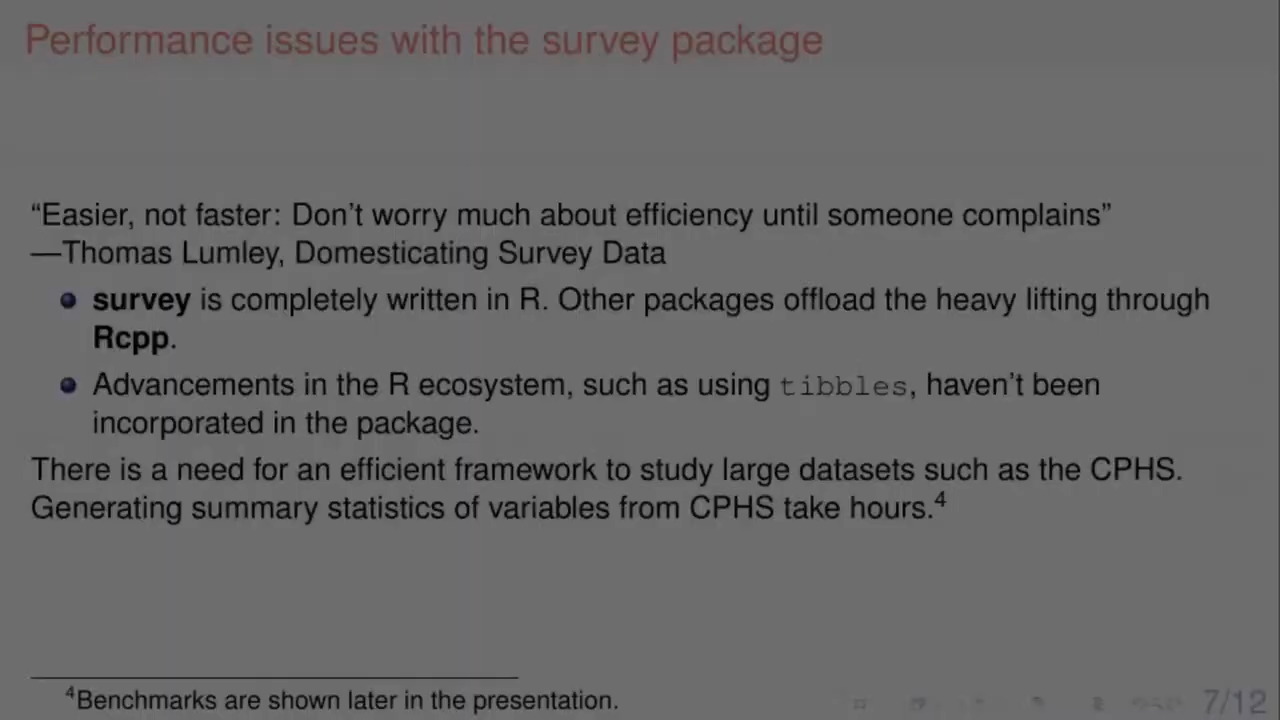 Performance issues with the survey package
“Easier, not faster: Don’t worry much about efficiency until someone complains”
—Thomas Lumley, Domesticating Survey Data
survey is completely written in R. Other packages offload the heavy lifting through
Rcpp.
Advancements in the R ecosystem, such as using tibbles, haven’t been
incorporated in the package.
There is a need for an efficient framework to study large datasets such as the CPHS.
Generating summary statistics of variables from CPHS take hours.4
4Benchmarks are shown later in the presentation.
7/12